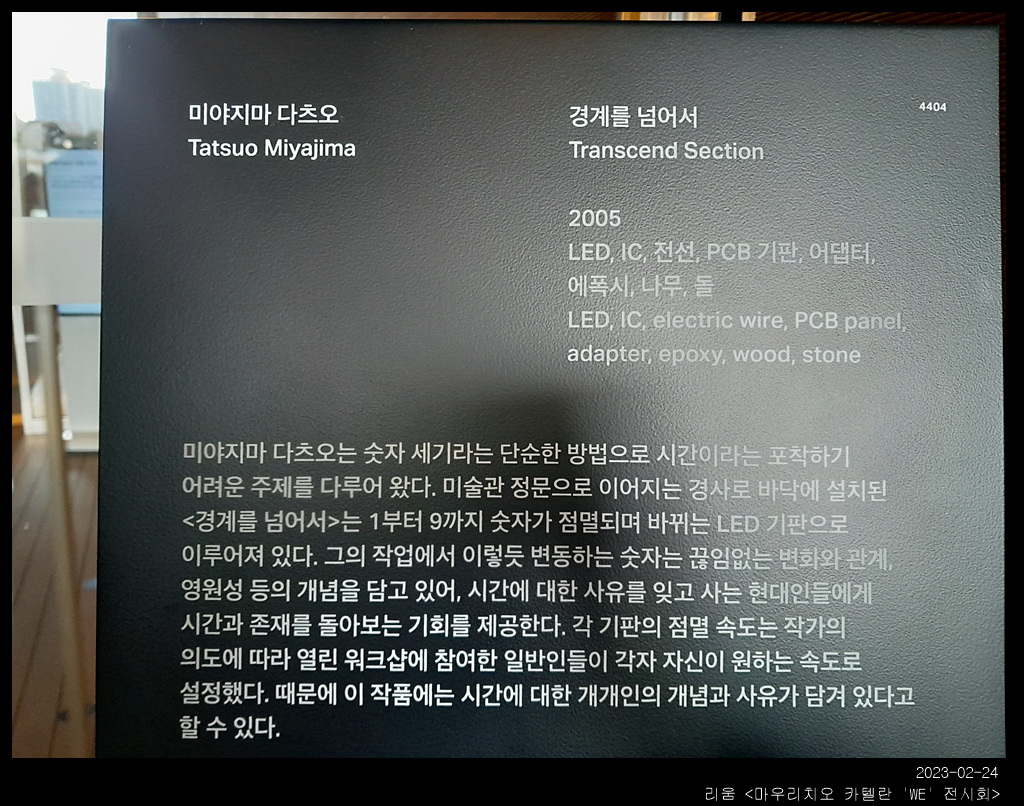 미야지마 다츠오
Tatsuo Miyajima
경계를 넘어서
Transcend Section
4404
2005
LED, IC, 전선, PCB 기판, 어댑터,
에폭시, 나무, 돌
LED, IC, electric wire, PCB panel,
adapter, epoxy, wood, stone
미야지마 다츠오는 숫자 세기라는 단순한 방법으로 시간이라는 포착하기
어려운 주제를 다루어 왔다. 미술관 정문으로 이어지는 경사로 바닥에 설치된
<경계를 넘어서>는 1부터 9까지 숫자가 점멸되며 바뀌는 LED 기판으로
이루어져 있다. 그의 작업에서 이렇듯 변동하는 숫자는 끊임없는 변화와 관계,
영원성 등의 개념을 담고 있어, 시간에 대한 사유를 잊고 사는 현대인들에게
시간과 존재를 돌아보는 기회를 제공한다. 각 기판의 점멸 속도는 작가의
의도에 따라 열린 워크샵에 참여한 일반인들이 각자 자신이 원하는 속도로
설정했다. 때문에 이 작품에는 시간에 대한 개개인의 개념과 사유가 담겨 있다고
할 수 있다.
2023-02-24
리움 <마우리치오 카텔란 'WE' 전시회>